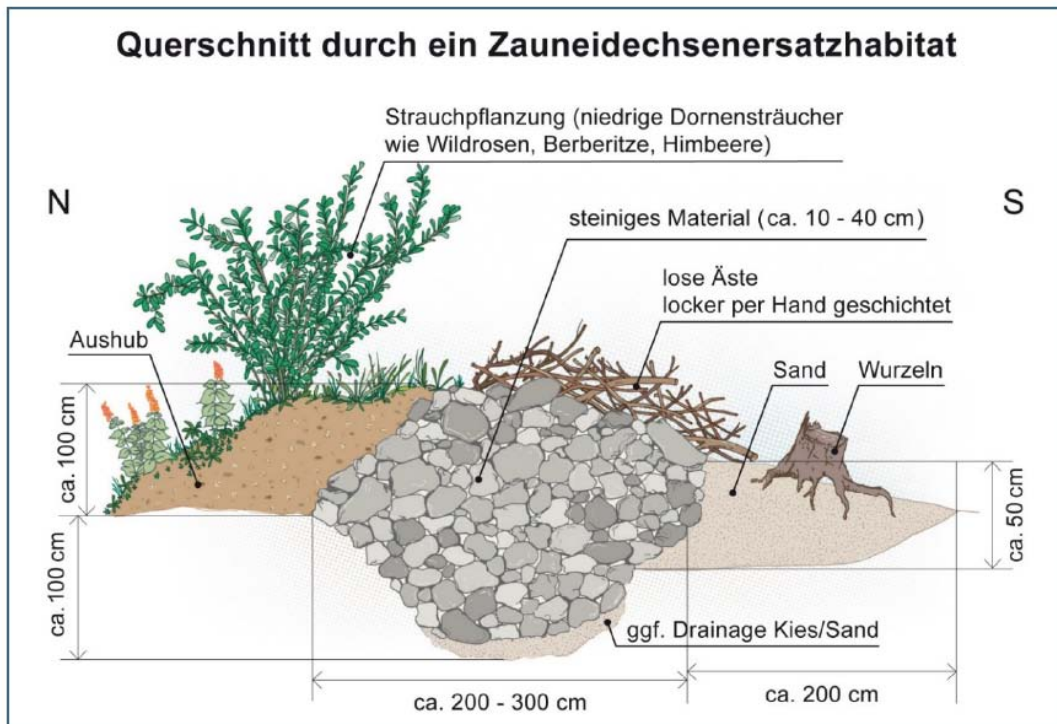 Querschnitt durch ein Zauneidechsenersatzhabitat
Strauchpflanzung (niedrige Dornensträucher
wie Wildrosen, Berberitze, Himbeere)
N
S
steiniges Material (ca. 10 - 40 cm)
lose Äste
locker per Hand geschichtet
Aushub
Sand
Wurzeln
ca. 100 cm
ca. 50 cm
ca. 100 cm
ggf. Drainage Kies/Sand
ca. 200 - 300 cm
ca. 200 cm